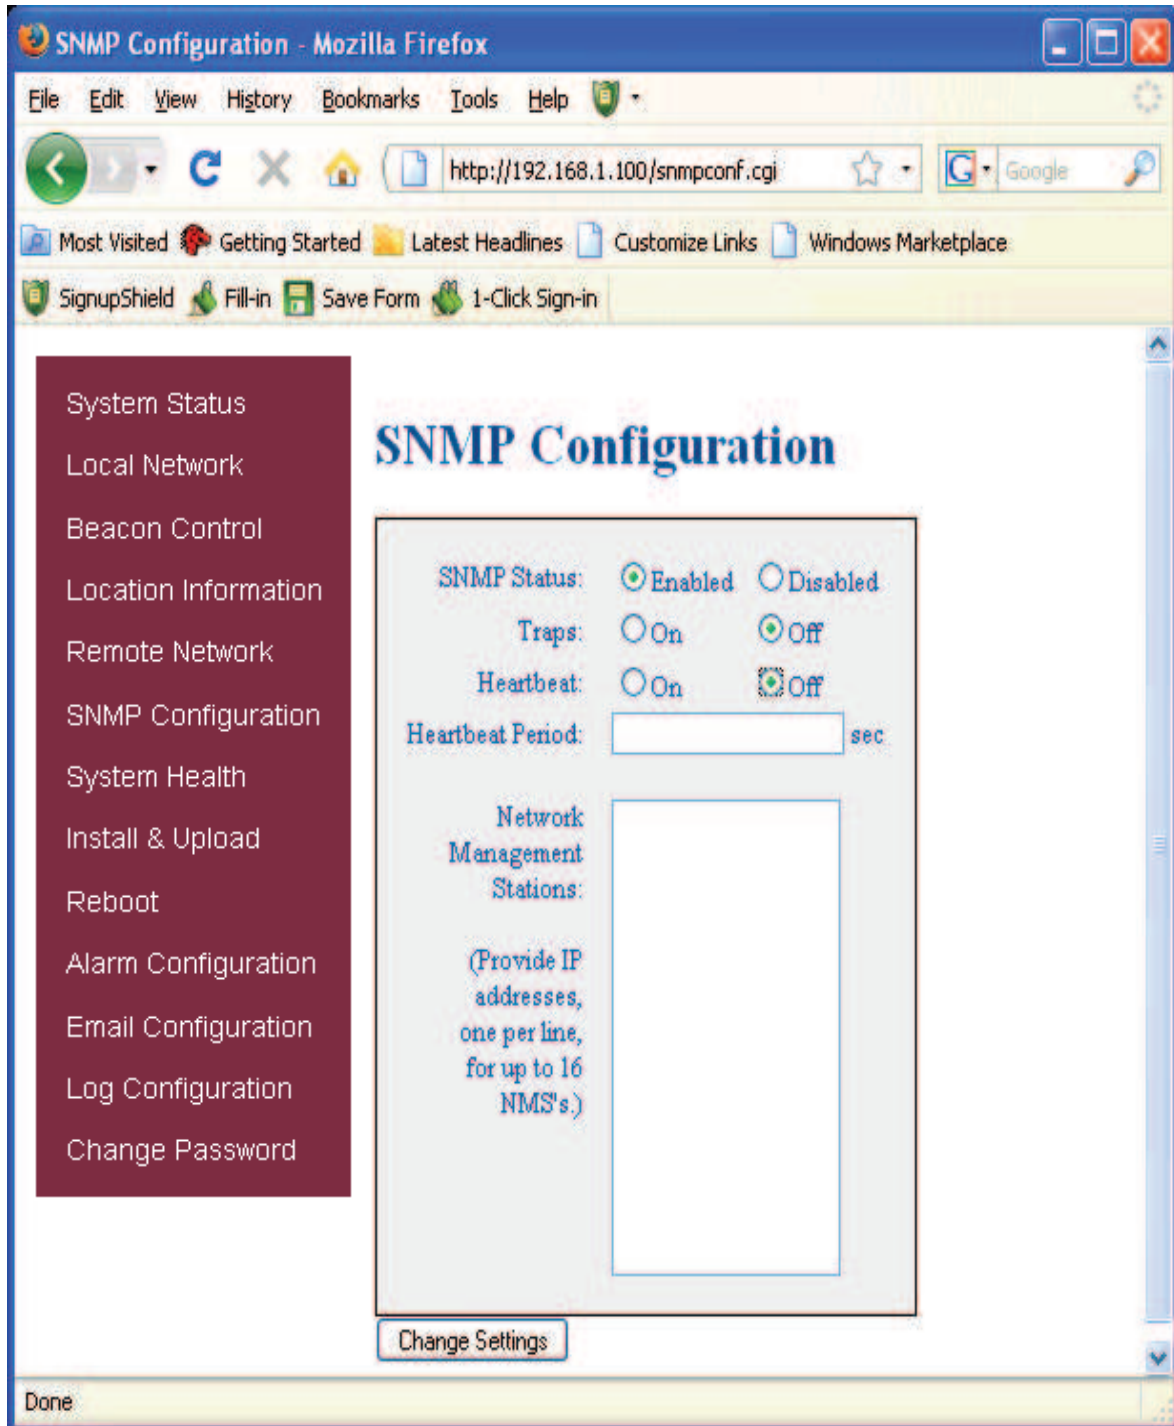 SNMP Configuration - Mozilla Firefox
File Edit View History Bookmarks Tools Help
http://192.168.1.100/snmpconf.cgi
G Google
Most Visited Getting Started Latest Headlines Customize Links Windows Marketplace
SignupShield Fill-in Save Form 1-Click Sign-in
System Status
Local Network
Beacon Control
Location Information
Remote Network
SNMP Configuration
System Health
Install & Upload
Reboot
Alarm Configuration
Email Configuration
Log Configuration
Change Password
SNMP Configuration
SNMP Status: Enabled Disabled
Traps: On Off
Heartbeat: On Off
Heartbeat Period: sec
Network
Management
Stations:
(Provide IP
addresses,
one per line,
for up to 16
NMS's.)
Change Settings
Done